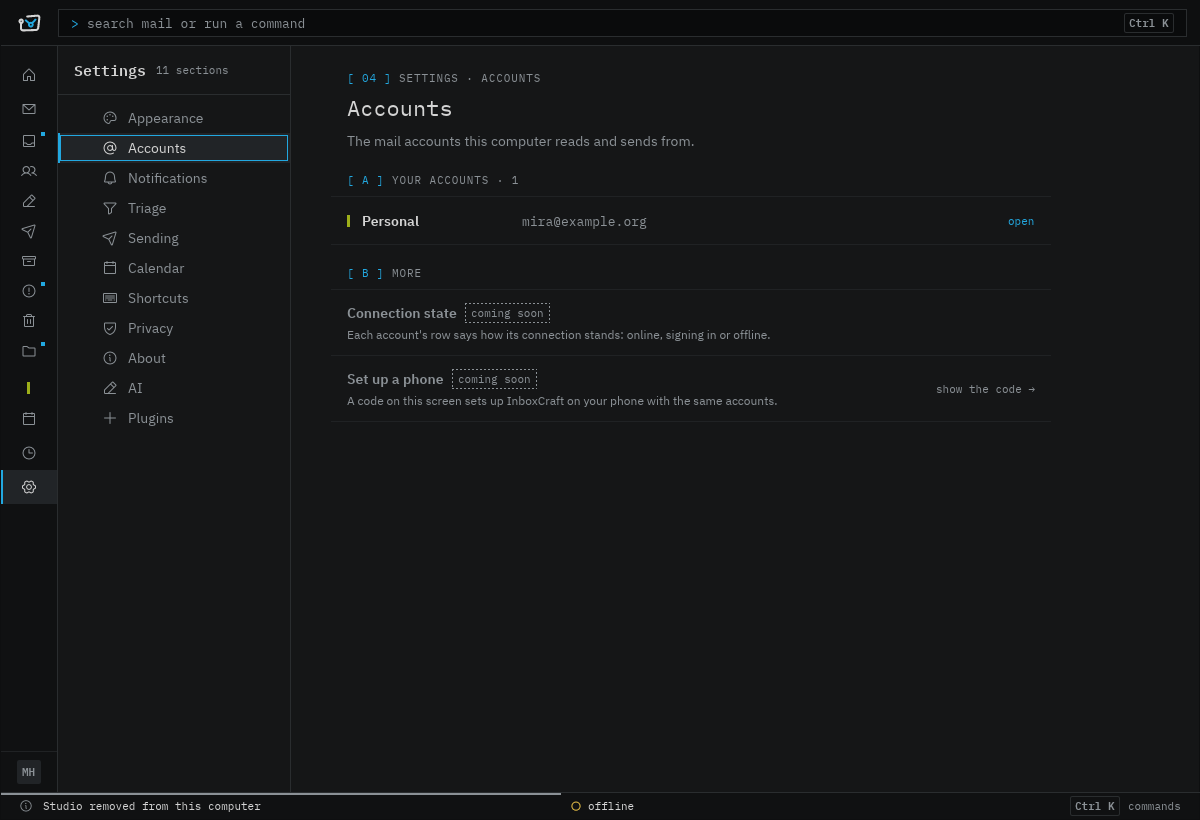 > search mail or run a command Ctrl K
Settings 11 sections
Appearance
Accounts
Notifications
Triage
Sending
Calendar
Shortcuts
Privacy
About
AI
Plugins
[ 04 ] SETTINGS · ACCOUNTS
Accounts
The mail accounts this computer reads and sends from.
[ A ] YOUR ACCOUNTS · 1
Personal mira@example.org open
[ B ] MORE
Connection state coming soon
Each account's row says how its connection stands: online, signing in or offline.
Set up a phone coming soon
A code on this screen sets up InboxCraft on your phone with the same accounts.
show the code →
MH
Studio removed from this computer
offline
Ctrl K commands